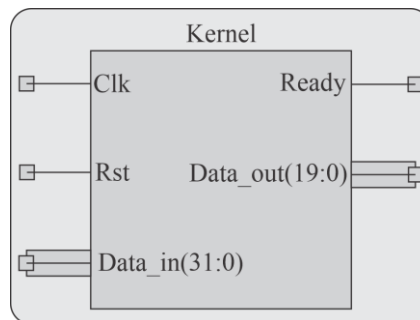 Kernel
Clk
Ready
Rst
Data_out(19:0)
Data_in(31:0)